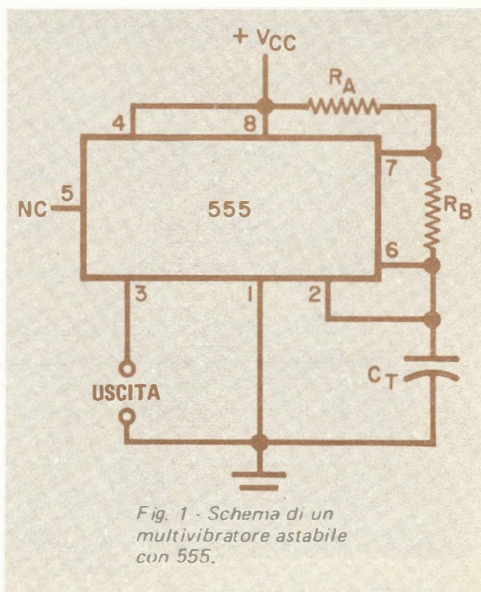 + VCC
RA
4
8
7
5
NC
555
RB
6
3
1
2
CT
USCITA
Fig. 1 - Schema di un
multivibratore astabile
con 555.